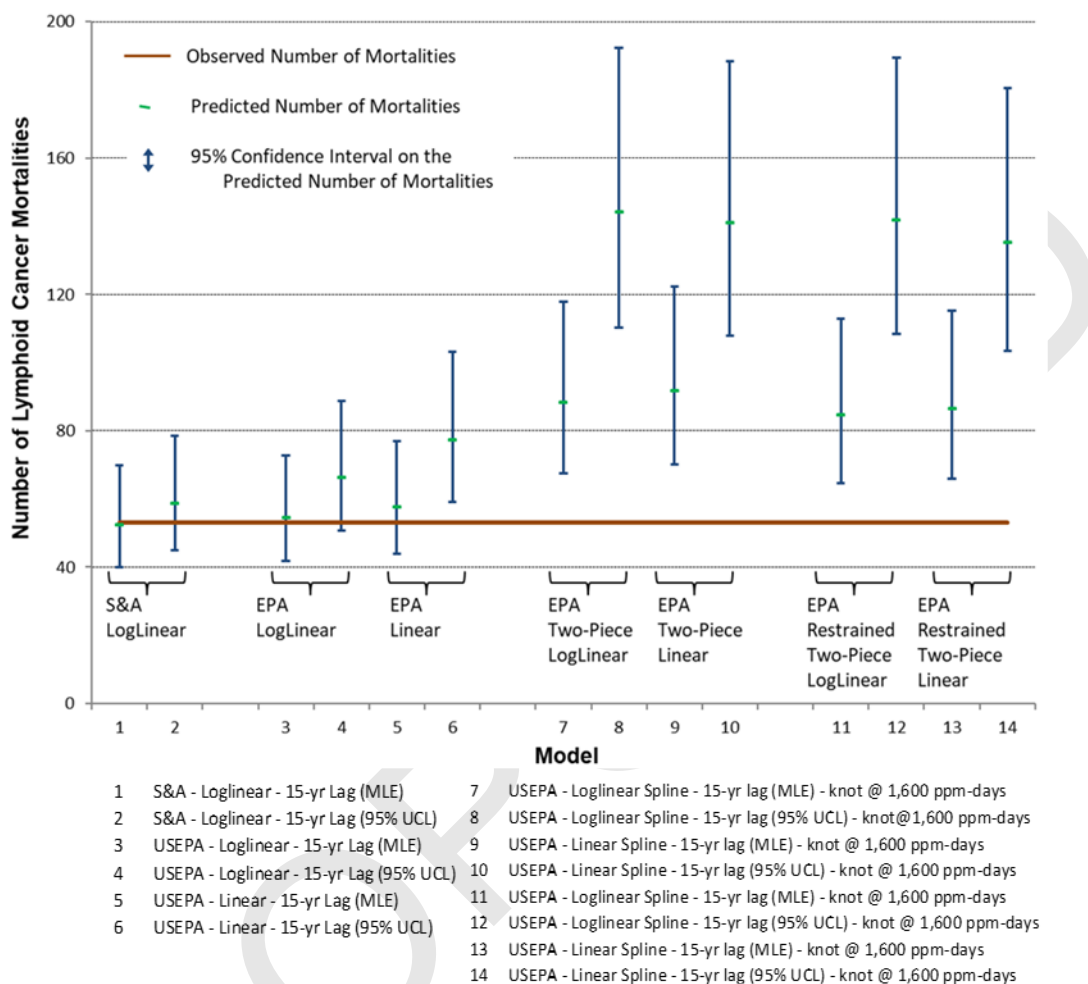 200
160
120
80
40
0
Number of Lymphoid Cancer Mortalities
Observed Number of Mortalities
Predicted Number of Mortalities
95% Confidence Interval on the
Predicted Number of Mortalities
S&A
LogLinear
EPA
LogLinear
EPA
Linear
EPA
Two-Piece
LogLinear
EPA
Two-Piece
Linear
EPA
Restrained
Two-Piece
LogLinear
EPA
Restrained
Two-Piece
Linear
1 2 3 4 5 6 7 8 9 10 11 12 13 14
Model
1 S&A - Loglinear - 15-yr Lag (MLE)
2 S&A - Loglinear - 15-yr Lag (95% UCL)
3 USEPA - Loglinear - 15-yr Lag (MLE)
4 USEPA - Loglinear - 15-yr Lag (95% UCL)
5 USEPA - Linear - 15-yr Lag (MLE)
6 USEPA - Linear - 15-yr Lag (95% UCL)
7 USEPA - Loglinear Spline - 15-yr lag (MLE) - knot @ 1,600 ppm-days
8 USEPA - Loglinear Spline - 15-yr lag (95% UCL) - knot@1,600 ppm-days
9 USEPA - Linear Spline - 15-yr lag (MLE) - knot @ 1,600 ppm-days
10 USEPA - Linear Spline - 15-yr lag (95% UCL) - knot @ 1,600 ppm-days
11 USEPA - Loglinear Spline - 15-yr lag (MLE) - knot @ 1,600 ppm-days
12 USEPA - Loglinear Spline - 15-yr lag (95% UCL) - knot @ 1,600 ppm-days
13 USEPA - Linear Spline - 15-yr lag (MLE) - knot @ 1,600 ppm-days
14 USEPA - Linear Spline - 15-yr lag (95% UCL) - knot @ 1,600 ppm-days